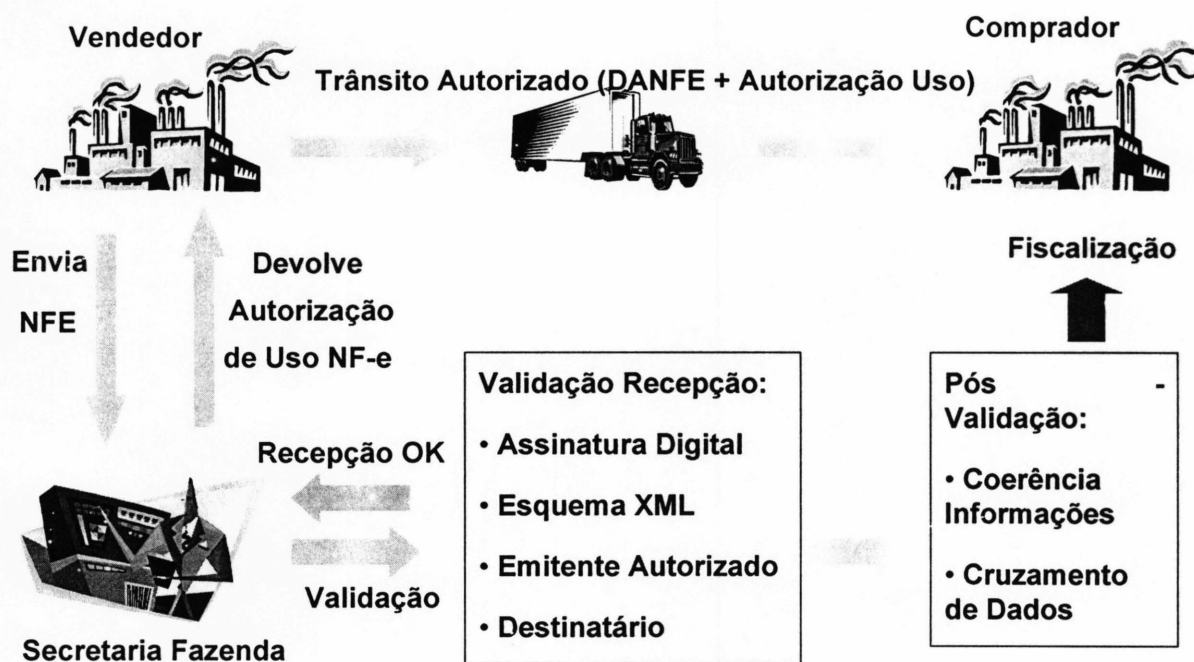 Vendedor
Comprador
Trânsito Autorizado (DANFE + Autorização Uso)
Envia
NFE
Devolve
Autorização
de Uso NF-e
Fiscalização
Recepção OK
Validação
Secretaria Fazenda
Validação Recepção:
• Assinatura Digital
• Esquema XML
• Emitente Autorizado
• Destinatário
Pós -
Validação:
• Coerência
Informações
• Cruzamento
de Dados